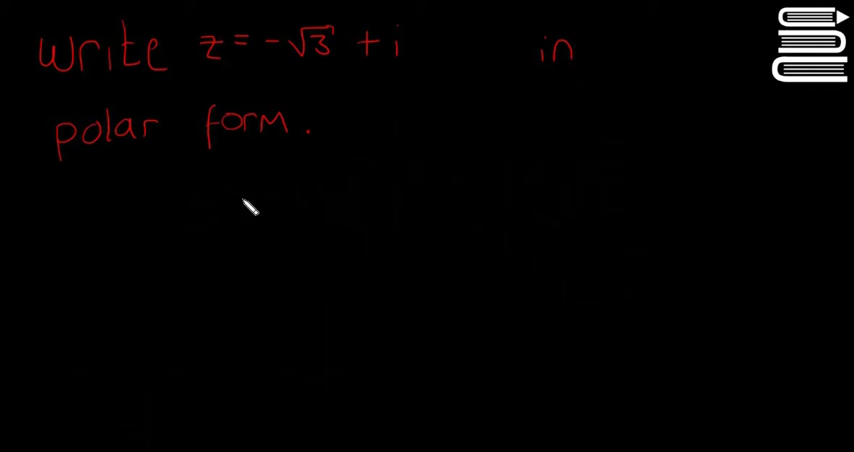 write z = -√3 + i in
polar form.